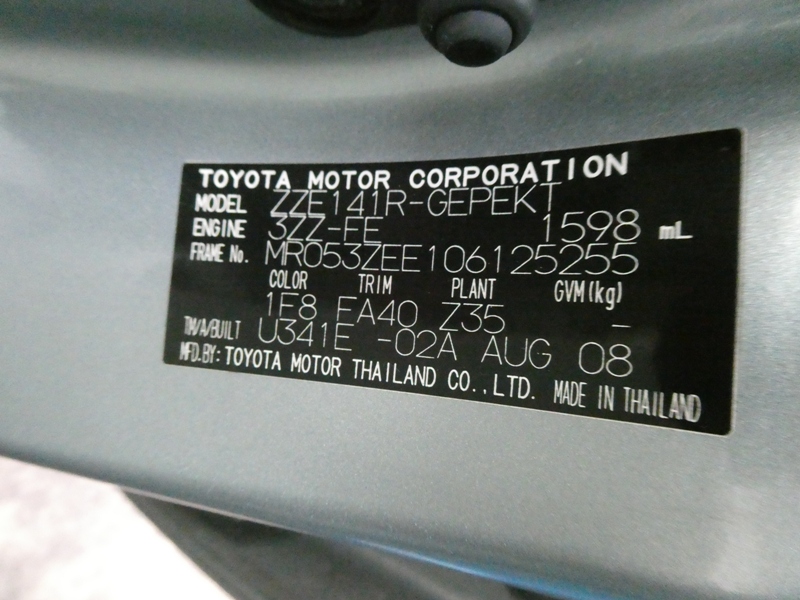 TOYOTA MOTOR CORPORATION
MODEL ZZE141R-GEPEKT
ENGINE 3ZZ-FE 1598 mL
FRAME No. MR053ZEE106125255
COLOR TRIM PLANT GVM(kg)
1F8 FA40 Z35 -
TM/A/BUILT U341E -02A AUG 08
MFD.BY: TOYOTA MOTOR THAILAND CO.,LTD. MADE IN THAILAND